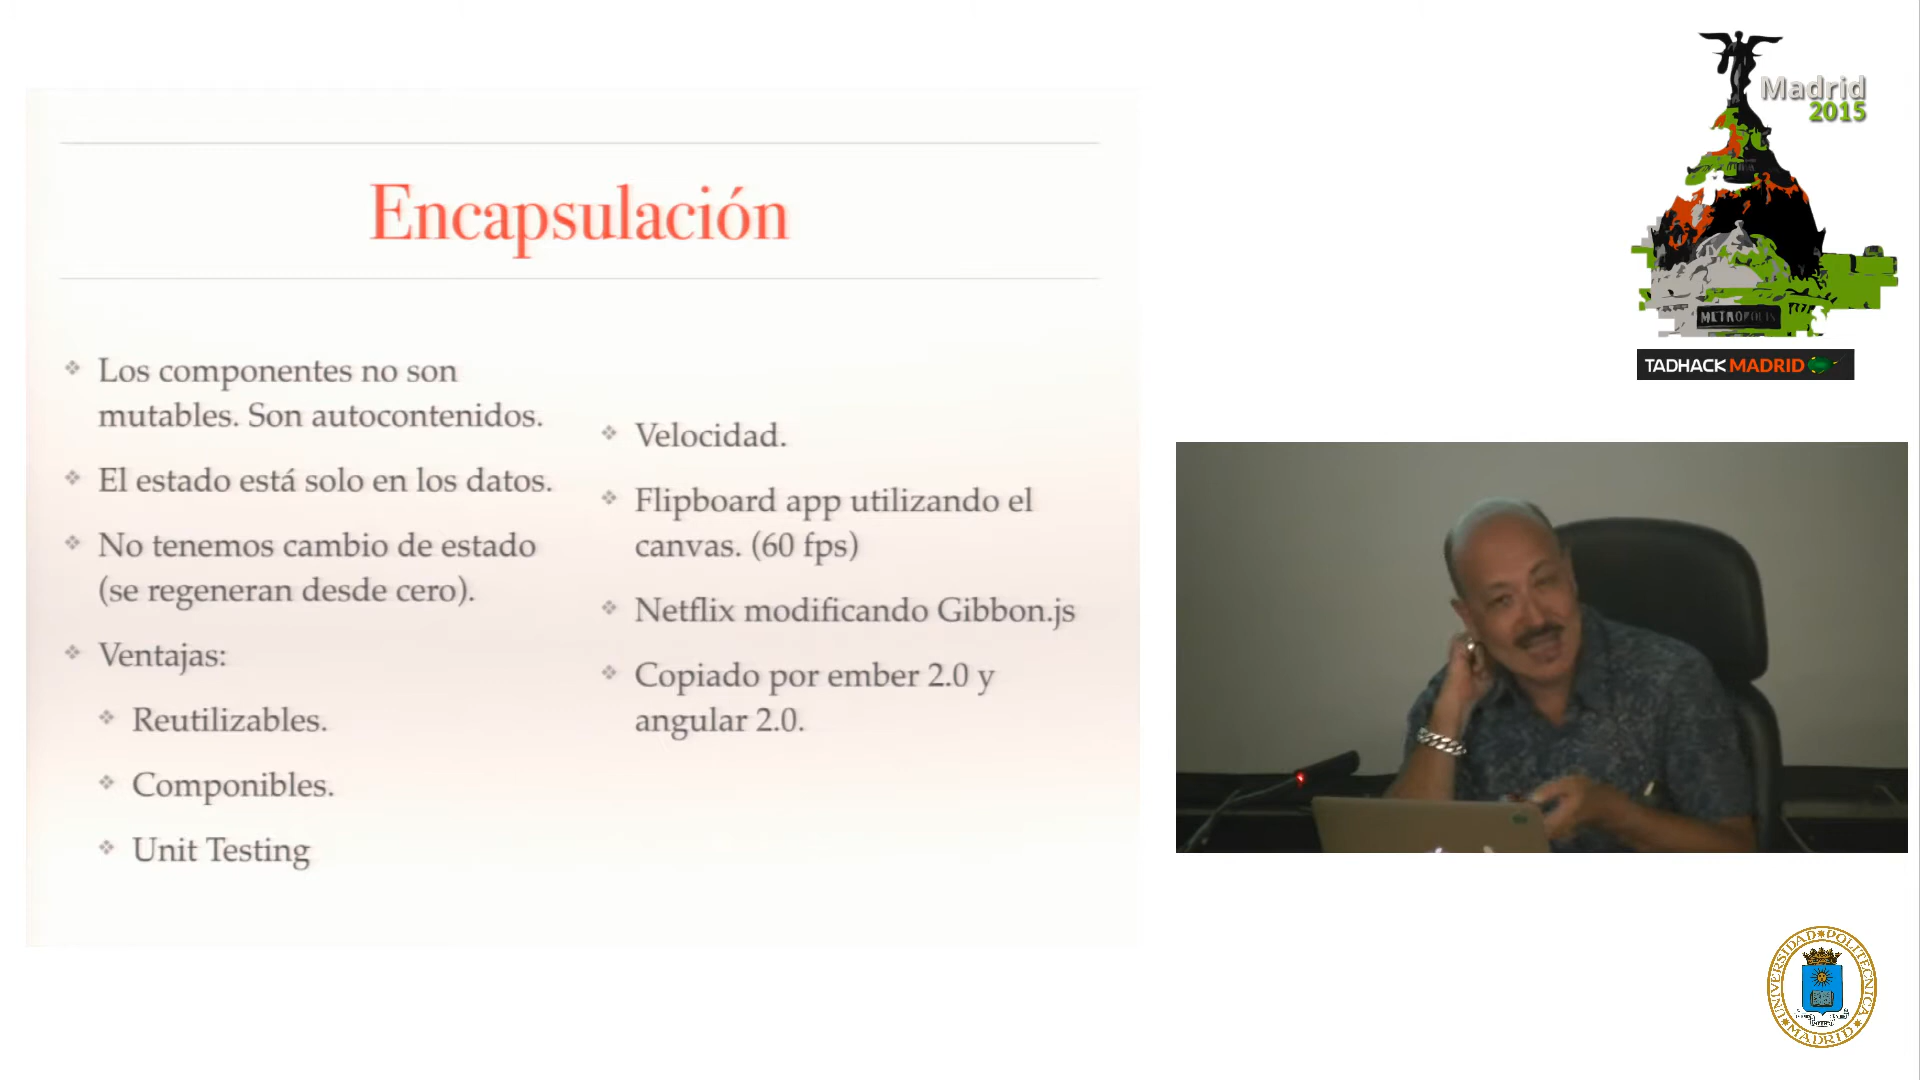 Encapsulación
Los componentes no son
mutables. Son autocontenidos.
El estado está solo en los datos.
No tenemos cambio de estado
(se regeneran desde cero).
Ventajas:
Reutilizables.
Componibles.
Unit Testing
Velocidad.
Flipboard app utilizando el
canvas. (60 fps)
Netflix modificando Gibbon.js
Copiado por ember 2.0 y
angular 2.0.
Madrid
2015
METROPOLIS
TADHACK MADRID
UNIVERSIDAD POLITECNICA
MADRID